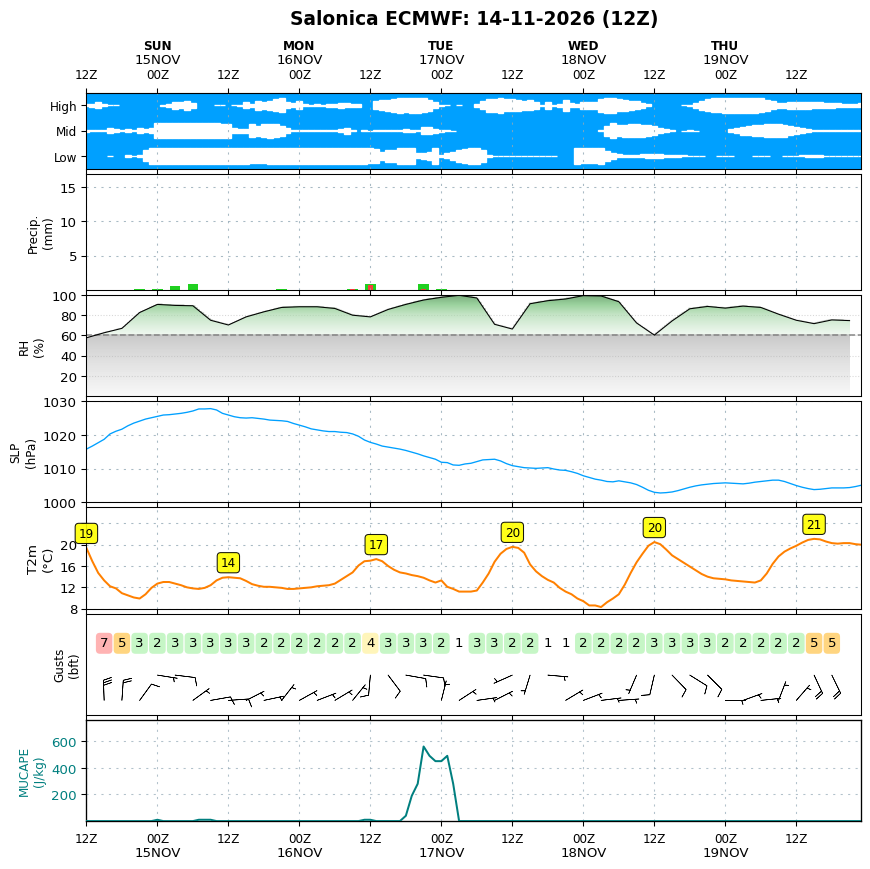 Salonica ECMWF: 14-11-2026 (12Z)
SUN MON TUE WED THU
15NOV 16NOV 17NOV 18NOV 19NOV
12Z 00Z 12Z 00Z 12Z 00Z 12Z 00Z 12Z 00Z 12Z
High
Mid
Low
Precip.
(mm)
15
10
5
RH
(%)
100
80
60
40
20
SLP
(hPa)
1030
1020
1010
1000
T2m
(°C)
20
16
12
8
19 14 17 20 20 21
Gusts
(bft)
7 5 3 2 3 3 3 3 3 2 2 2 2 2 2 4 3 3 3 2 1 3 3 2 2 1 1 2 2 2 2 3 3 3 3 2 2 2 2 2 5 5
MUCAPE
(J/kg)
600
400
200
12Z 00Z 12Z 00Z 12Z 00Z 12Z 00Z 12Z 00Z 12Z
15NOV 16NOV 17NOV 18NOV 19NOV